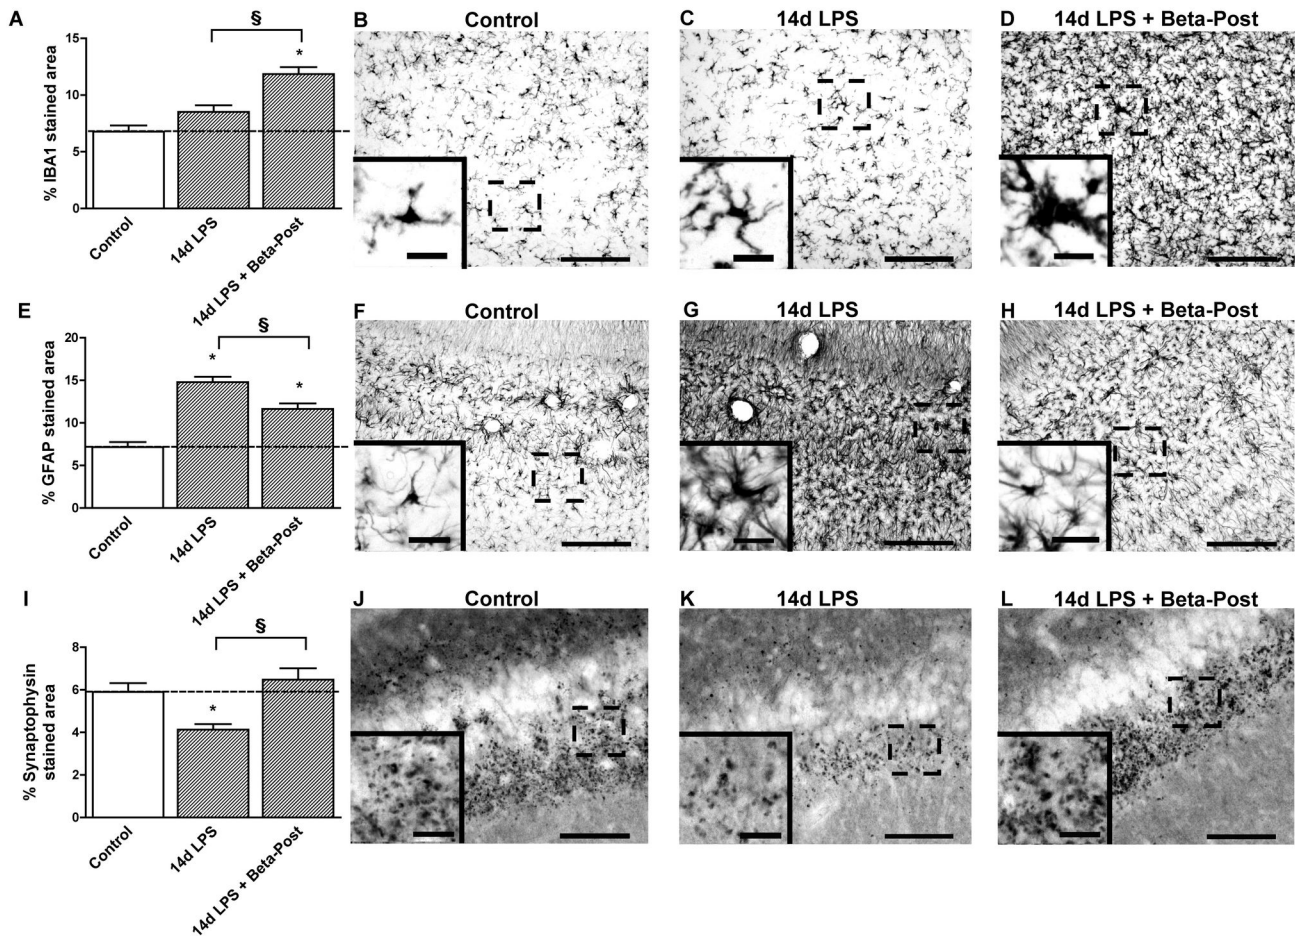 A
§
*
% IBA1 stained area
15
10
5
0
Control
14d LPS
14d LPS + Beta-Post
B
Control
C
14d LPS
D
14d LPS + Beta-Post
E
§
*
*
% GFAP stained area
20
15
10
5
0
Control
14d LPS
14d LPS + Beta-Post
F
Control
G
14d LPS
H
14d LPS + Beta-Post
I
§
*
% Synaptophysin
stained area
8
6
4
2
0
Control
14d LPS
14d LPS + Beta-Post
J
Control
K
14d LPS
L
14d LPS + Beta-Post